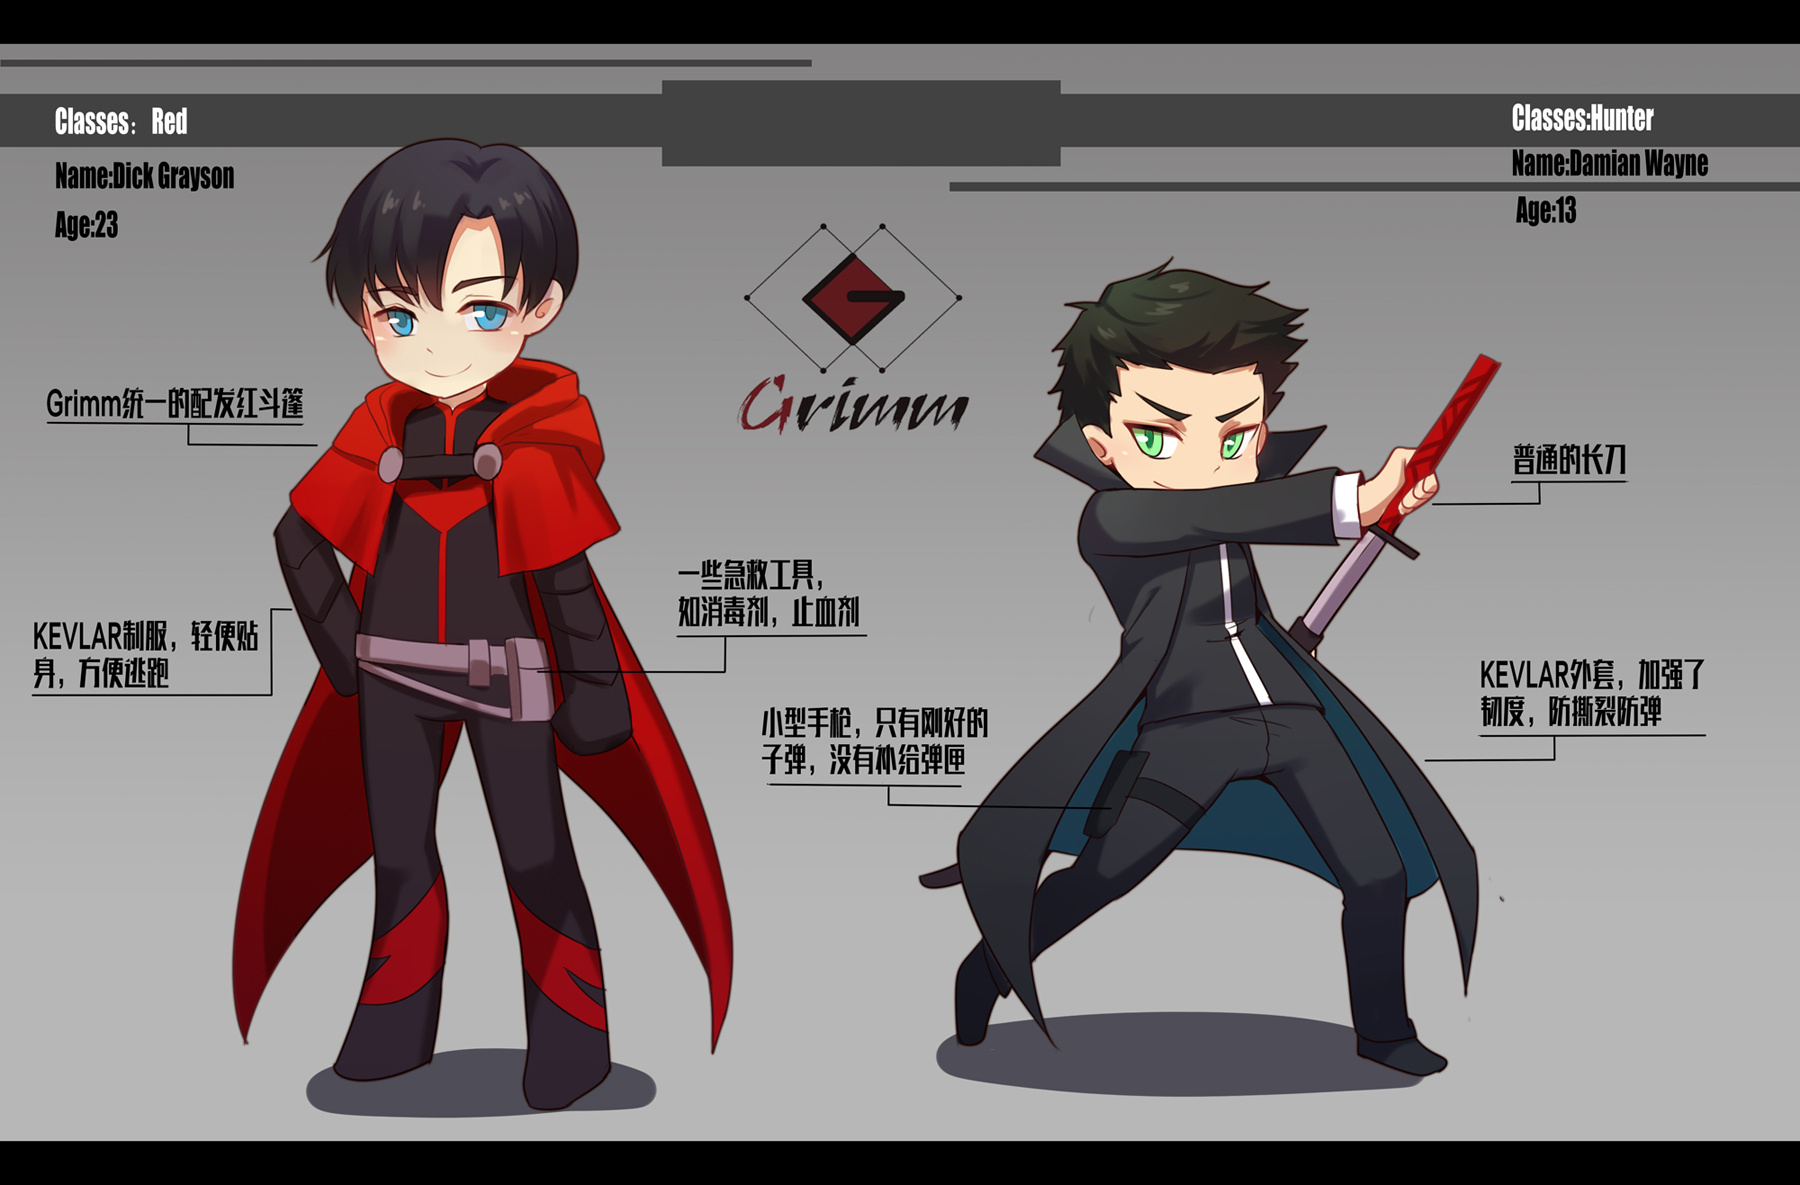 Classes：Red
Name:Dick Grayson
Age:23
Classes:Hunter
Name:Damian Wayne
Age:13
Grimm
Grimm统一的配发红斗篷
KEVLAR制服，轻便贴
身，方便逃跑
一些急救工具，
如消毒剂，止血剂
小型手枪，只有刚好的
子弹，没有补给弹匣
普通的长刀
KEVLAR外套，加强了
韧度，防撕裂防弹